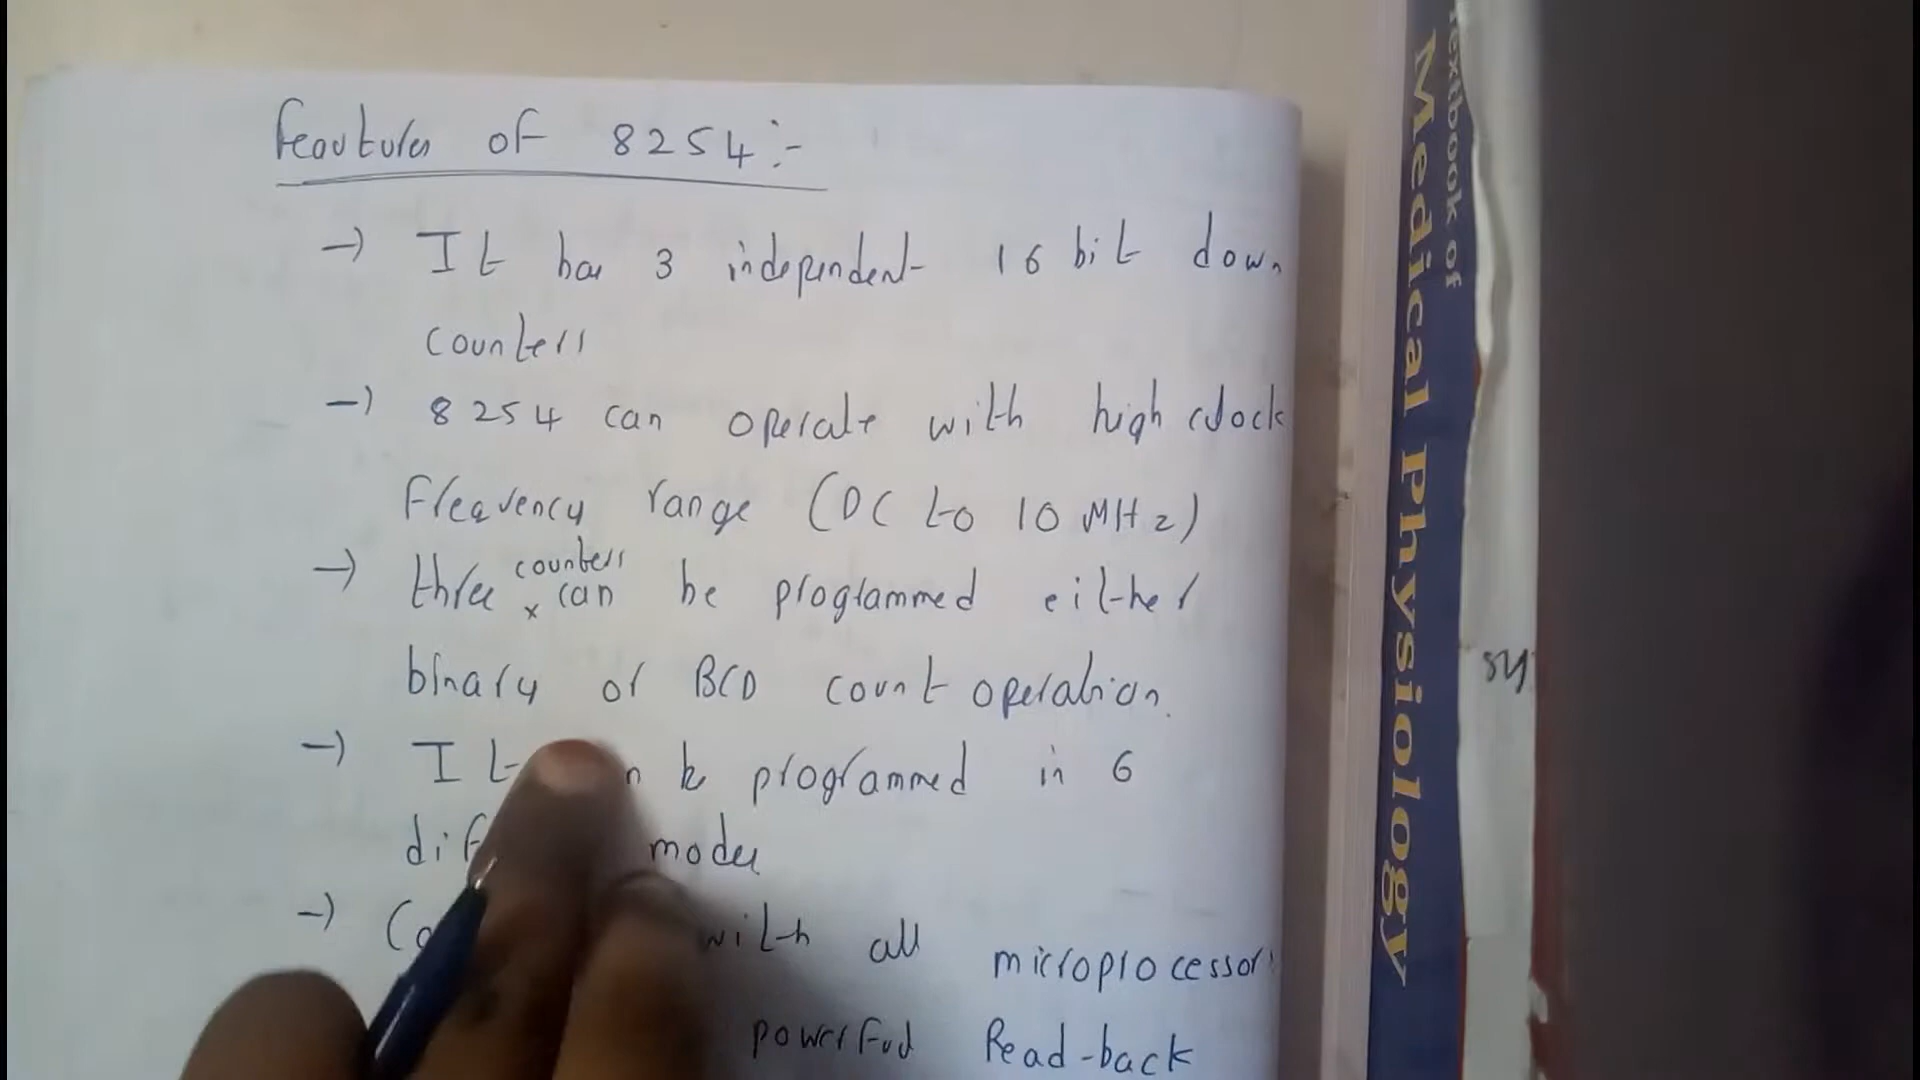 Features of 8254:-
→ It has 3 independent 16 bit down
counters
→ 8254 can operate with high clock
Frequency range (DC to 10 MHz)
counters
→ three x can be programmed either
binary or BCD count operation.
→ It be programmed in 6
modes
→ with all microprocessors
powerful Read-back
Textbook of
Medical Physiology
sy